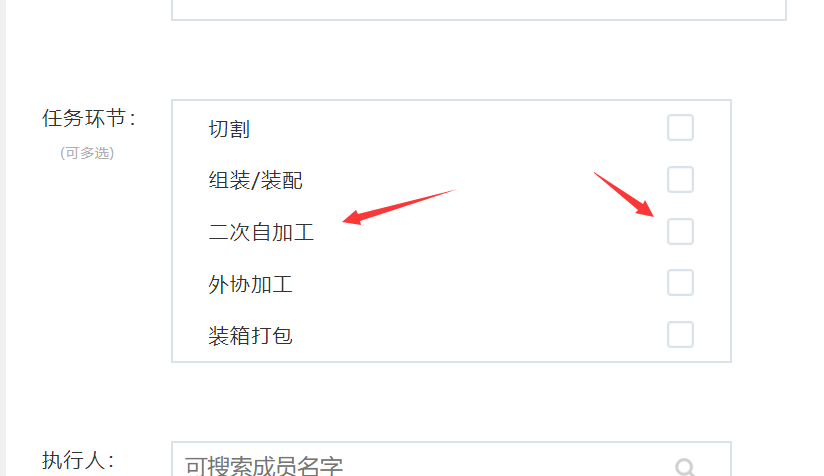 任务环节：
(可多选)
切割
组装/装配
二次自加工
外协加工
装箱打包
执行人：
可搜索成员名字